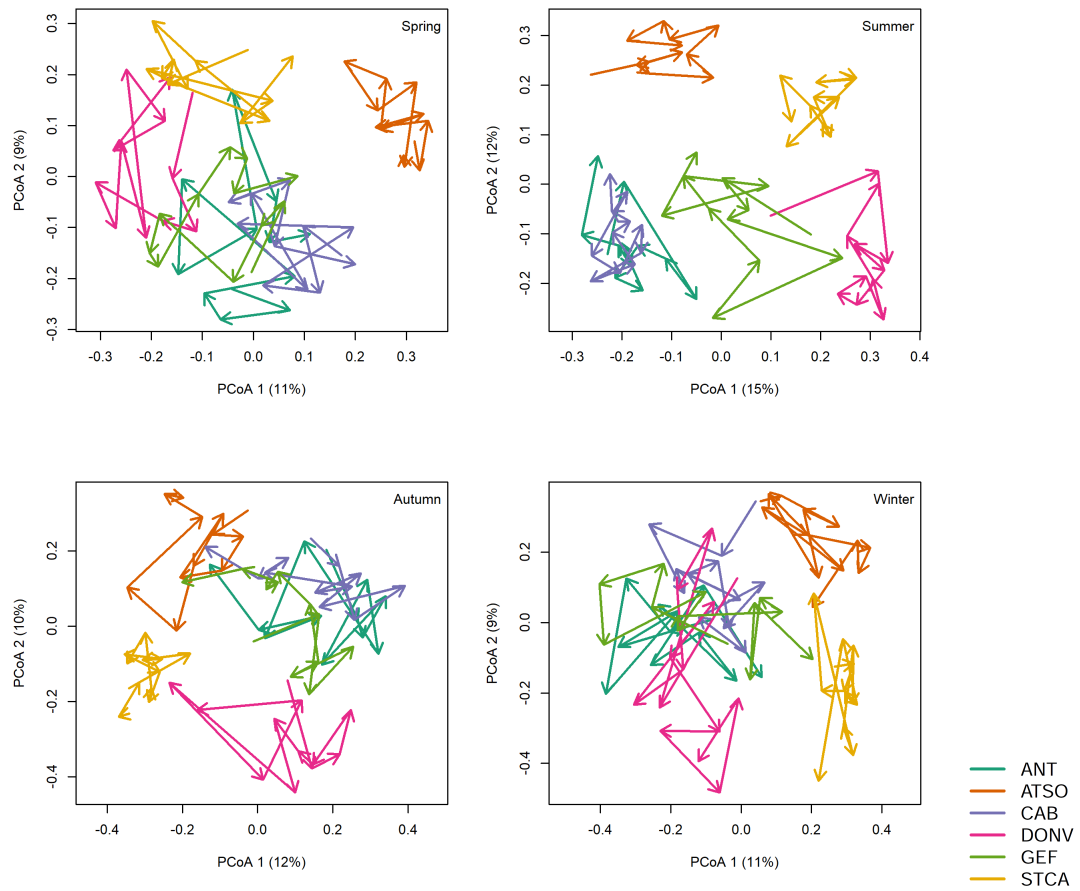 Spring
0.3
0.2
0.1
0.0
-0.1
-0.2
-0.3
PCoA 2 (9%)
-0.3 -0.2 -0.1 0.0 0.1 0.2 0.3
PCoA 1 (11%)
Summer
0.3
0.2
0.1
0.0
-0.1
-0.2
PCoA 2 (12%)
-0.3 -0.2 -0.1 0.0 0.1 0.2 0.3 0.4
PCoA 1 (15%)
Autumn
0.2
0.0
-0.2
-0.4
PCoA 2 (10%)
-0.4 -0.2 0.0 0.2 0.4
PCoA 1 (12%)
Winter
0.2
0.0
-0.2
-0.4
PCoA 2 (9%)
-0.4 -0.2 0.0 0.2 0.4
PCoA 1 (11%)
ANT
ATSO
CAB
DONV
GEF
STCA